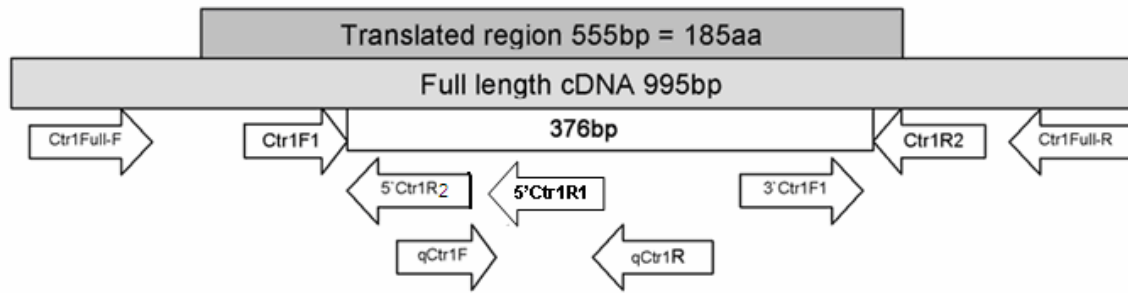 Translated region 555bp = 185aa
Full length cDNA 995bp
Ctr1Full-F
Ctr1F1
376bp
Ctr1R2
Ctr1Full-R
5`Ctr1R2
5'Ctr1R1
3`Ctr1F1
qCtr1F
qCtr1R